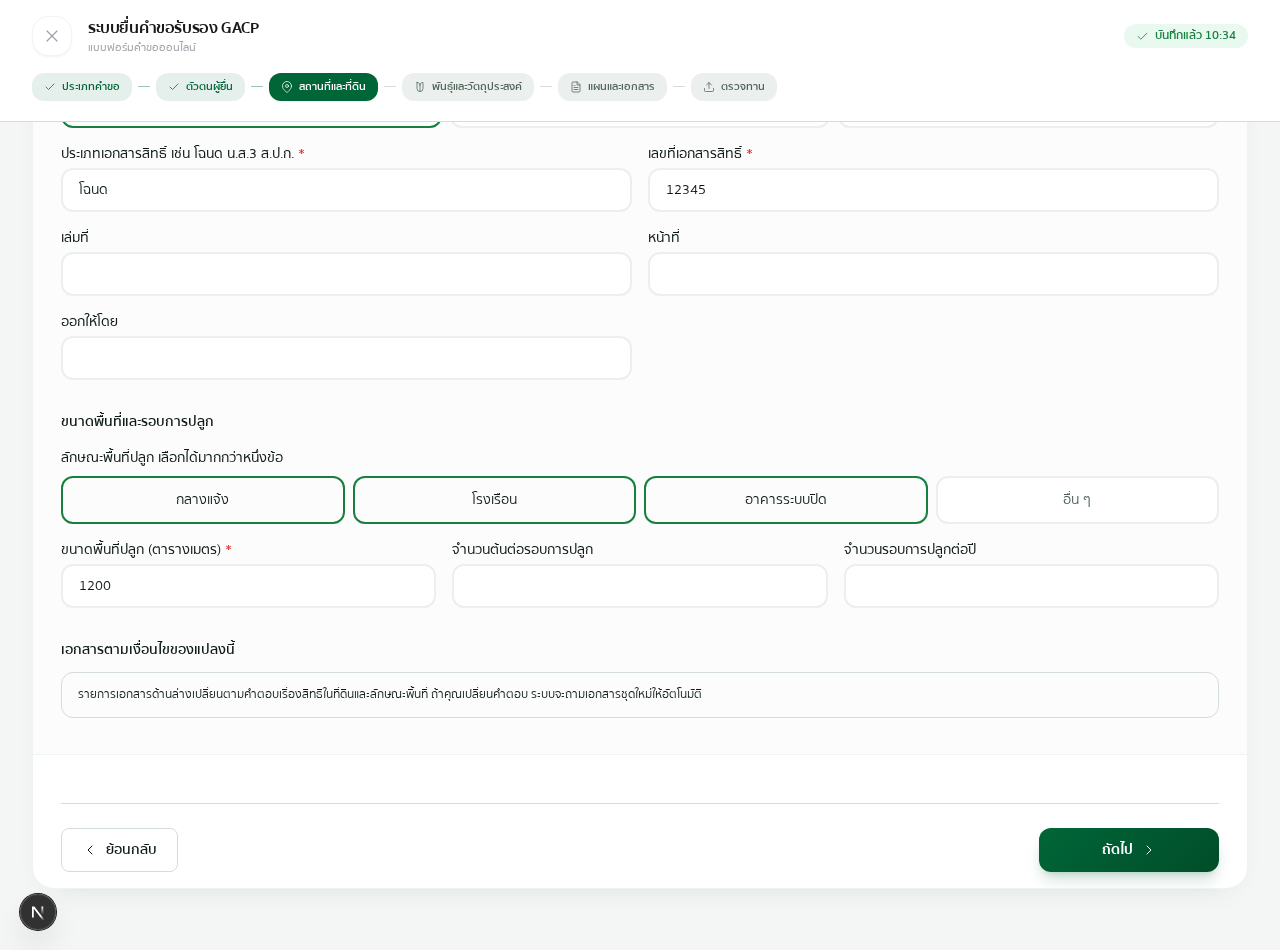 ระบบยื่นคำขอรับรอง GACP
แบบฟอร์มคำขอออนไลน์
บันทึกแล้ว 10:34
ประเภทคำขอ
ตัวตนผู้ยื่น
สถานที่และที่ดิน
พันธุ์และวัตถุประสงค์
แผนและเอกสาร
ตรวจทาน
ประเภทเอกสารสิทธิ์ เช่น โฉนด น.ส.3 ส.ป.ก. *
เลขที่เอกสารสิทธิ์ *
โฉนด
12345
เล่มที่
หน้าที่
ออกให้โดย
ขนาดพื้นที่และรอบการปลูก
ลักษณะพื้นที่ปลูก เลือกได้มากกว่าหนึ่งข้อ
กลางแจ้ง
โรงเรือน
อาคารระบบปิด
อื่น ๆ
ขนาดพื้นที่ปลูก (ตารางเมตร) *
จำนวนต้นต่อรอบการปลูก
จำนวนรอบการปลูกต่อปี
1200
เอกสารตามเงื่อนไขของแปลงนี้
รายการเอกสารด้านล่างเปลี่ยนตามคำตอบเรื่องสิทธิในที่ดินและลักษณะพื้นที่ ถ้าคุณเปลี่ยนคำตอบ ระบบจะถามเอกสารชุดใหม่ให้อัตโนมัติ
ย้อนกลับ
ถัดไป
N